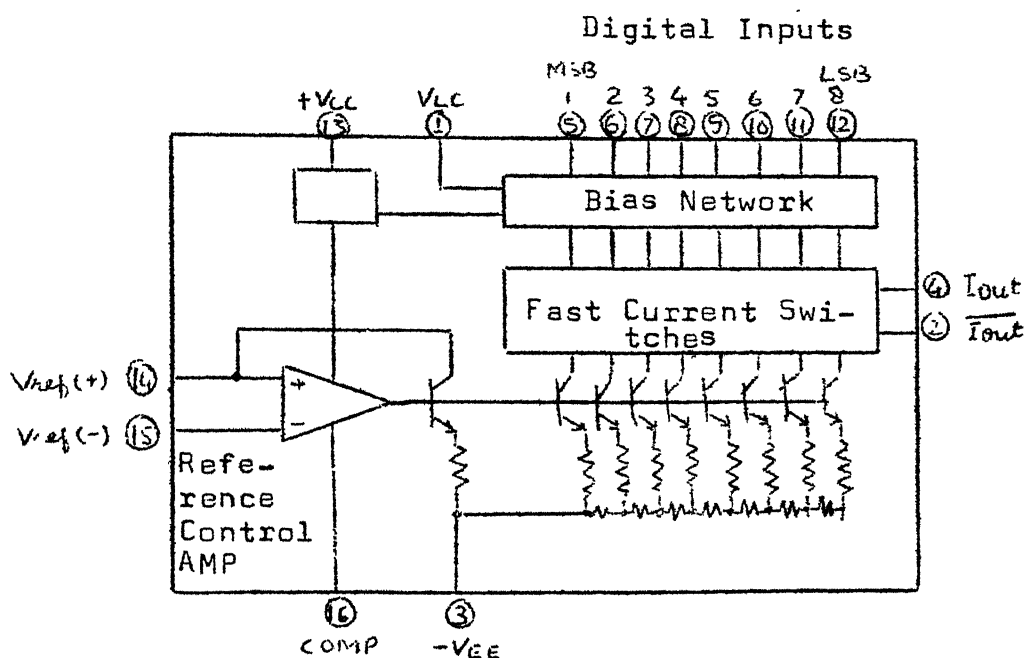 Digital Inputs
MSB LSB
+VCC VLC 1 2 3 4 5 6 7 8
13 1 5 6 7 8 9 10 11 12
Bias Network
Fast Current Swi-
tches
4 Iout
2 Iout
Vref(+) 14
+
Vref(-) 15
-
Refe-
rence
Control
AMP
16 3
COMP -VEE